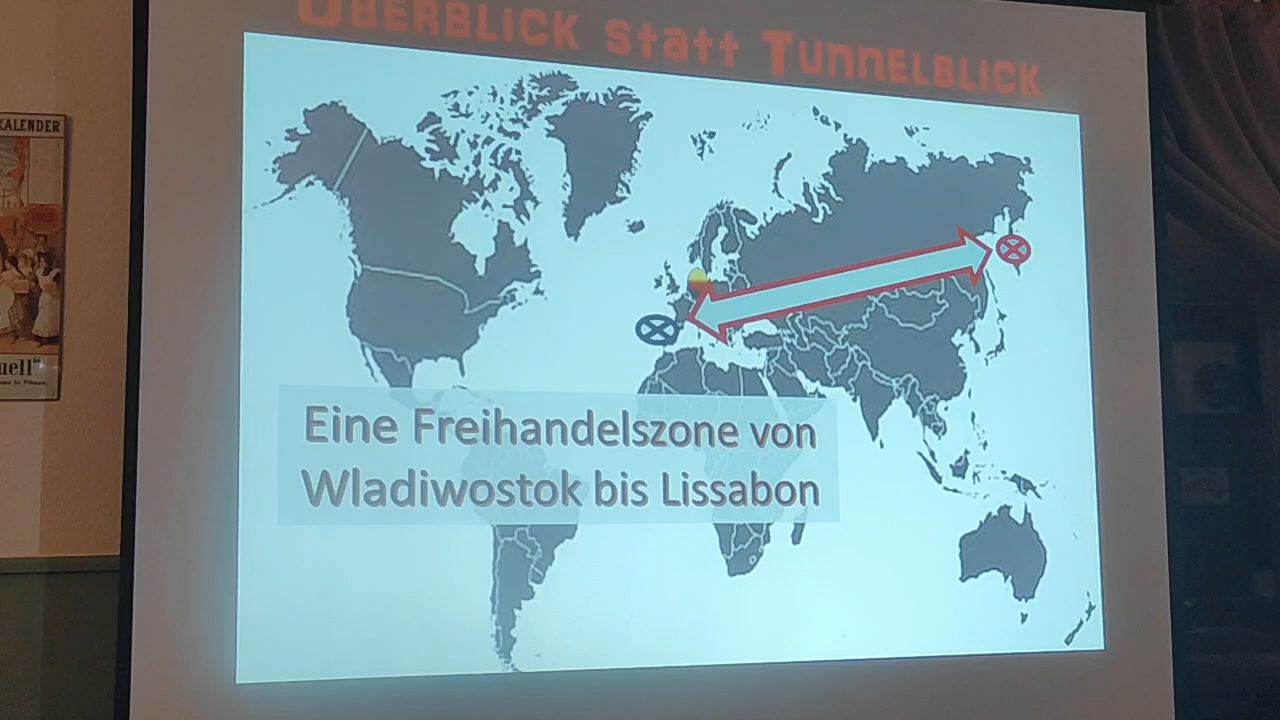 ÜBERBLICK statt TUNNELBLICK
KALENDER
Eine Freihandelszone von
Wladiwostok bis Lissabon
uell"